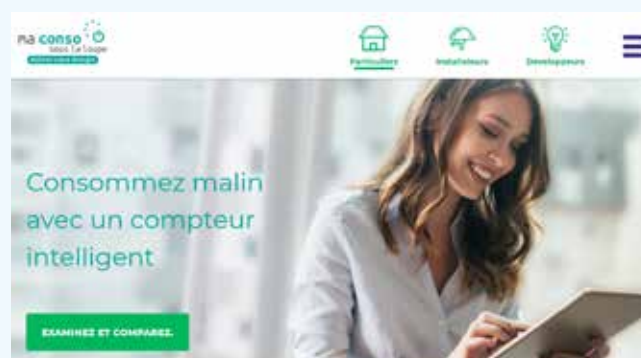 ma conso
sous la loupe
Particuliers
Installateurs
Développeurs
Consommez malin
avec un compteur
intelligent
EXAMINEZ ET COMPAREZ.